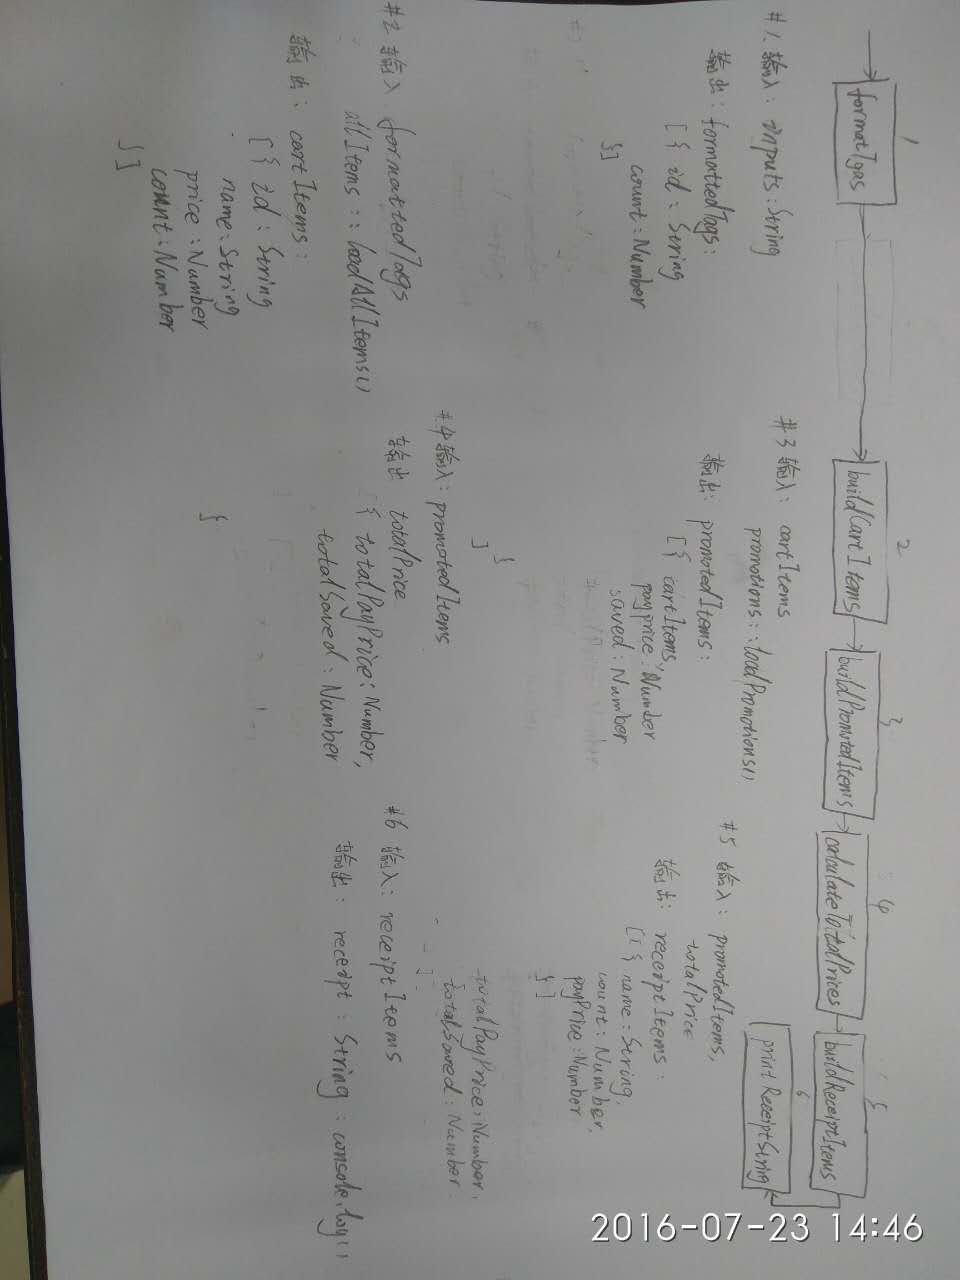 1
formatTgas
2
buildCartItems
3
buildPromotedItems
4
calculateTotalPrices
5
buildReceiptItems
6
printReceiptString
#1 输入：inputs:String
输出：formattedTags:
[{ id:String
count:Number
}]
#2 输入 formattedTags
allItems::loadAllItems()
输出：cartItems:
[{ id:String
name:String
price:Number
count:Number
}]
#3 输入：cartItems
promotions::loadPromotions()
输出：promotedItems:
[{ cartItems,
payprice:Number
saved:Number
}
]
#4 输入：promotedItems
输出 totalPrice
{ totalPayPrice:Number,
totalSaved:Number
}
#5 输入：promotedItems,
totalPrice
输出：receiptItems:
[{ name:String,
count:Number,
payPrice:Number
}]
totalPayPrice:Number,
totalSaved:Number
]
#6 输入：receiptItems
输出：receipt:String:console.log()
2016-07-23 14:46